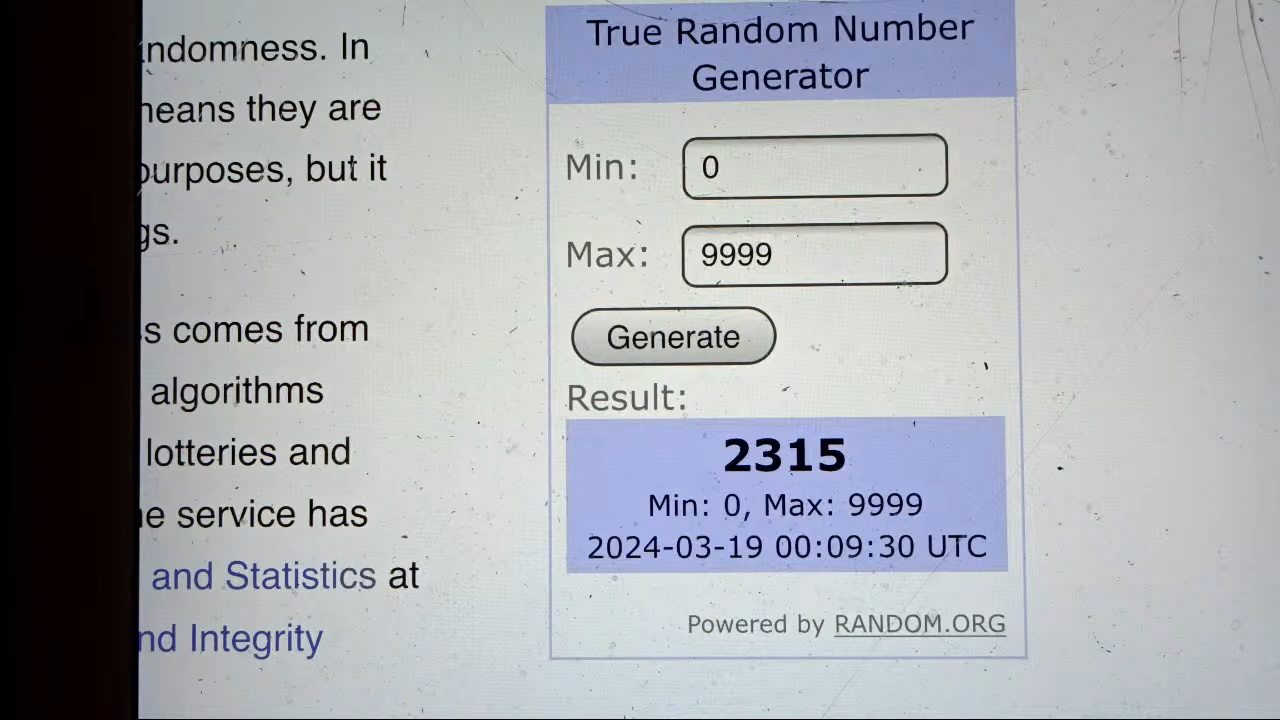 ndomness. In
means they are
purposes, but it
gs.
s comes from
algorithms
lotteries and
e service has
and Statistics at
nd Integrity
True Random Number
Generator
Min: 0
Max: 9999
Generate
Result:
2315
Min: 0, Max: 9999
2024-03-19 00:09:30 UTC
Powered by RANDOM.ORG